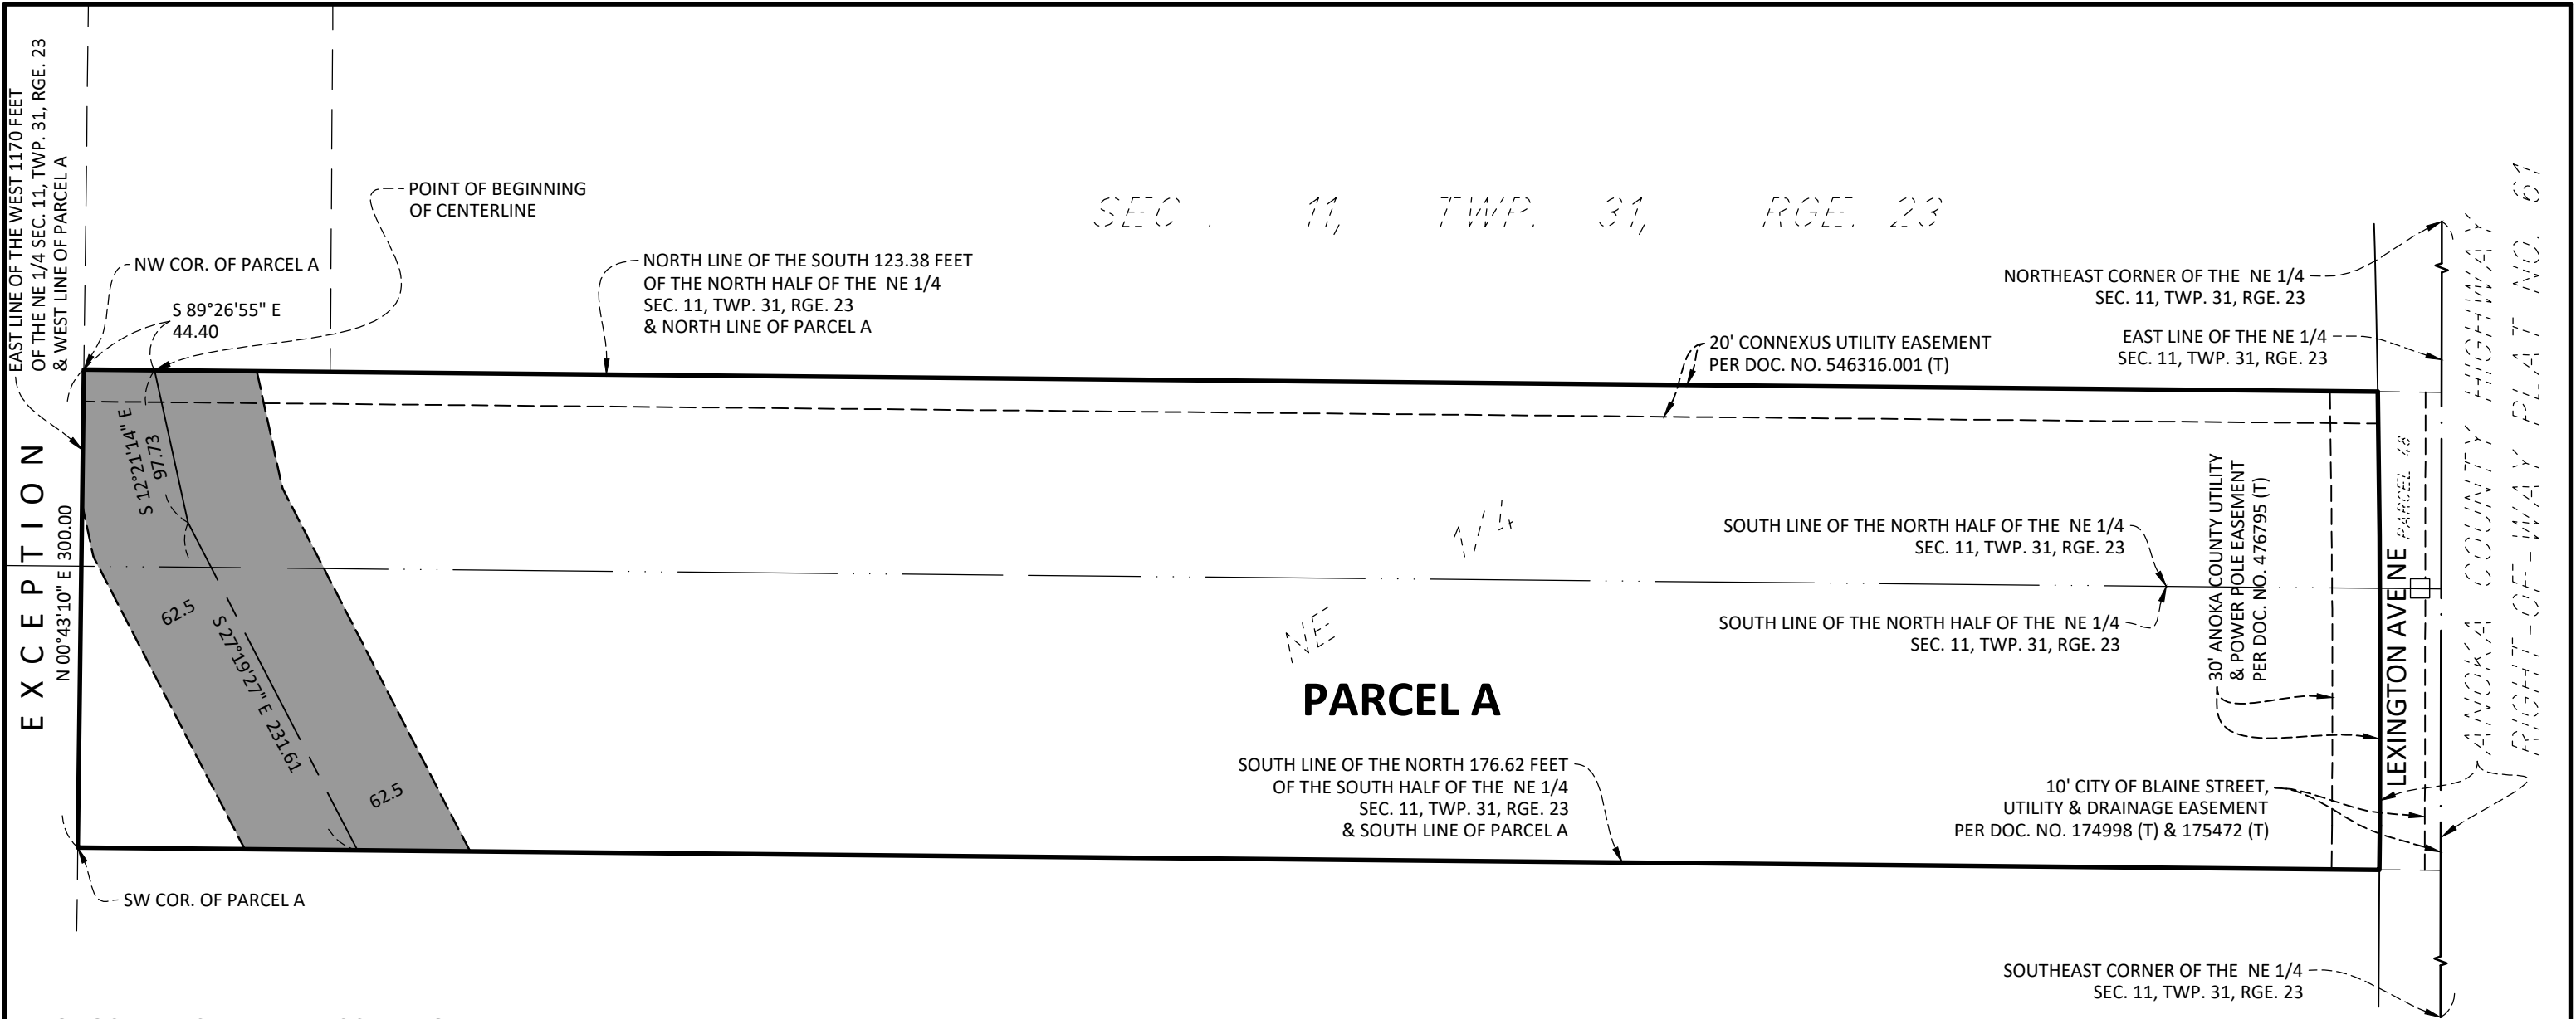 EAST LINE OF THE WEST 1170 FEET
OF THE NE 1/4 SEC. 11, TWP. 31, RGE. 23
& WEST LINE OF PARCEL A
POINT OF BEGINNING
OF CENTERLINE
NW COR. OF PARCEL A
S 89°26'55" E
44.40
NORTH LINE OF THE SOUTH 123.38 FEET
OF THE NORTH HALF OF THE NE 1/4
SEC. 11, TWP. 31, RGE. 23
& NORTH LINE OF PARCEL A
SEC. 11, TWP. 31, RGE. 23
20' CONNEXUS UTILITY EASEMENT
PER DOC. NO. 546316.001 (T)
NORTHEAST CORNER OF THE NE 1/4
SEC. 11, TWP. 31, RGE. 23
EAST LINE OF THE NE 1/4
SEC. 11, TWP. 31, RGE. 23
ANOKA COUNTY HIGHWAY
RIGHT-OF-WAY PLAT NO. 61
EXCEPTION
N 00°43'10" E 300.00
S 12°21'14" E
97.73
62.5
S 27°19'27" E 231.61
62.5
NE 1/4
PARCEL A
SOUTH LINE OF THE NORTH HALF OF THE NE 1/4
SEC. 11, TWP. 31, RGE. 23
SOUTH LINE OF THE NORTH HALF OF THE NE 1/4
SEC. 11, TWP. 31, RGE. 23
30' ANOKA COUNTY UTILITY
& POWER POLE EASEMENT
PER DOC. NO. 476795 (T)
LEXINGTON AVE NE
PARCEL 48
SOUTH LINE OF THE NORTH 176.62 FEET
OF THE SOUTH HALF OF THE NE 1/4
SEC. 11, TWP. 31, RGE. 23
& SOUTH LINE OF PARCEL A
10' CITY OF BLAINE STREET,
UTILITY & DRAINAGE EASEMENT
PER DOC. NO. 174998 (T) & 175472 (T)
SW COR. OF PARCEL A
SOUTHEAST CORNER OF THE NE 1/4
SEC. 11, TWP. 31, RGE. 23